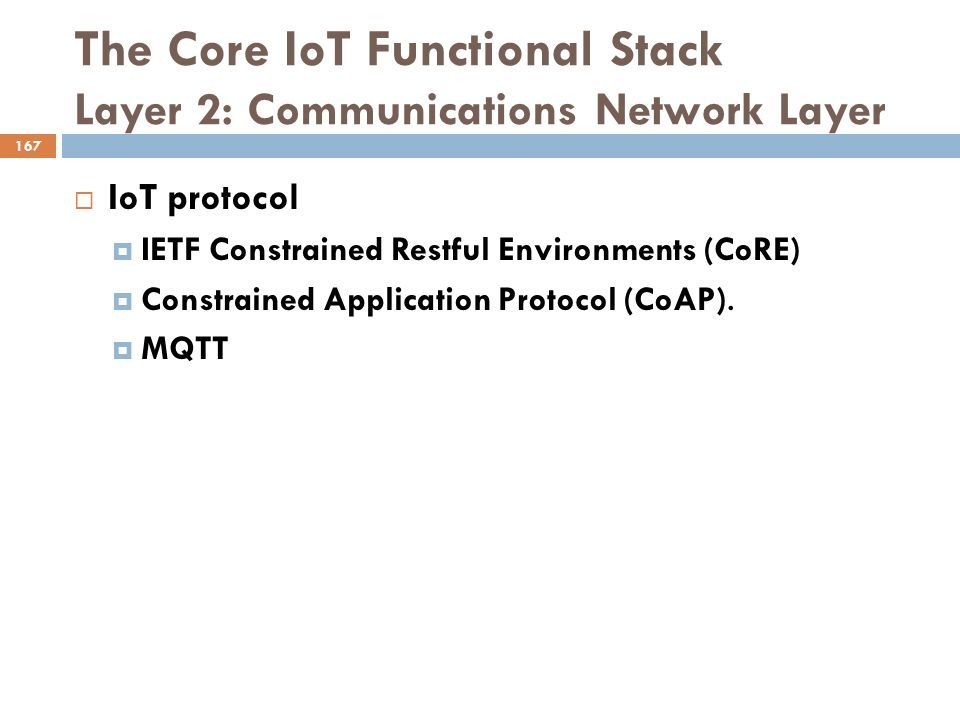 The Core IoT Functional Stack
Layer 2: Communications Network Layer
167
IoT protocol
IETF Constrained Restful Environments (CoRE)
Constrained Application Protocol (CoAP).
MQTT